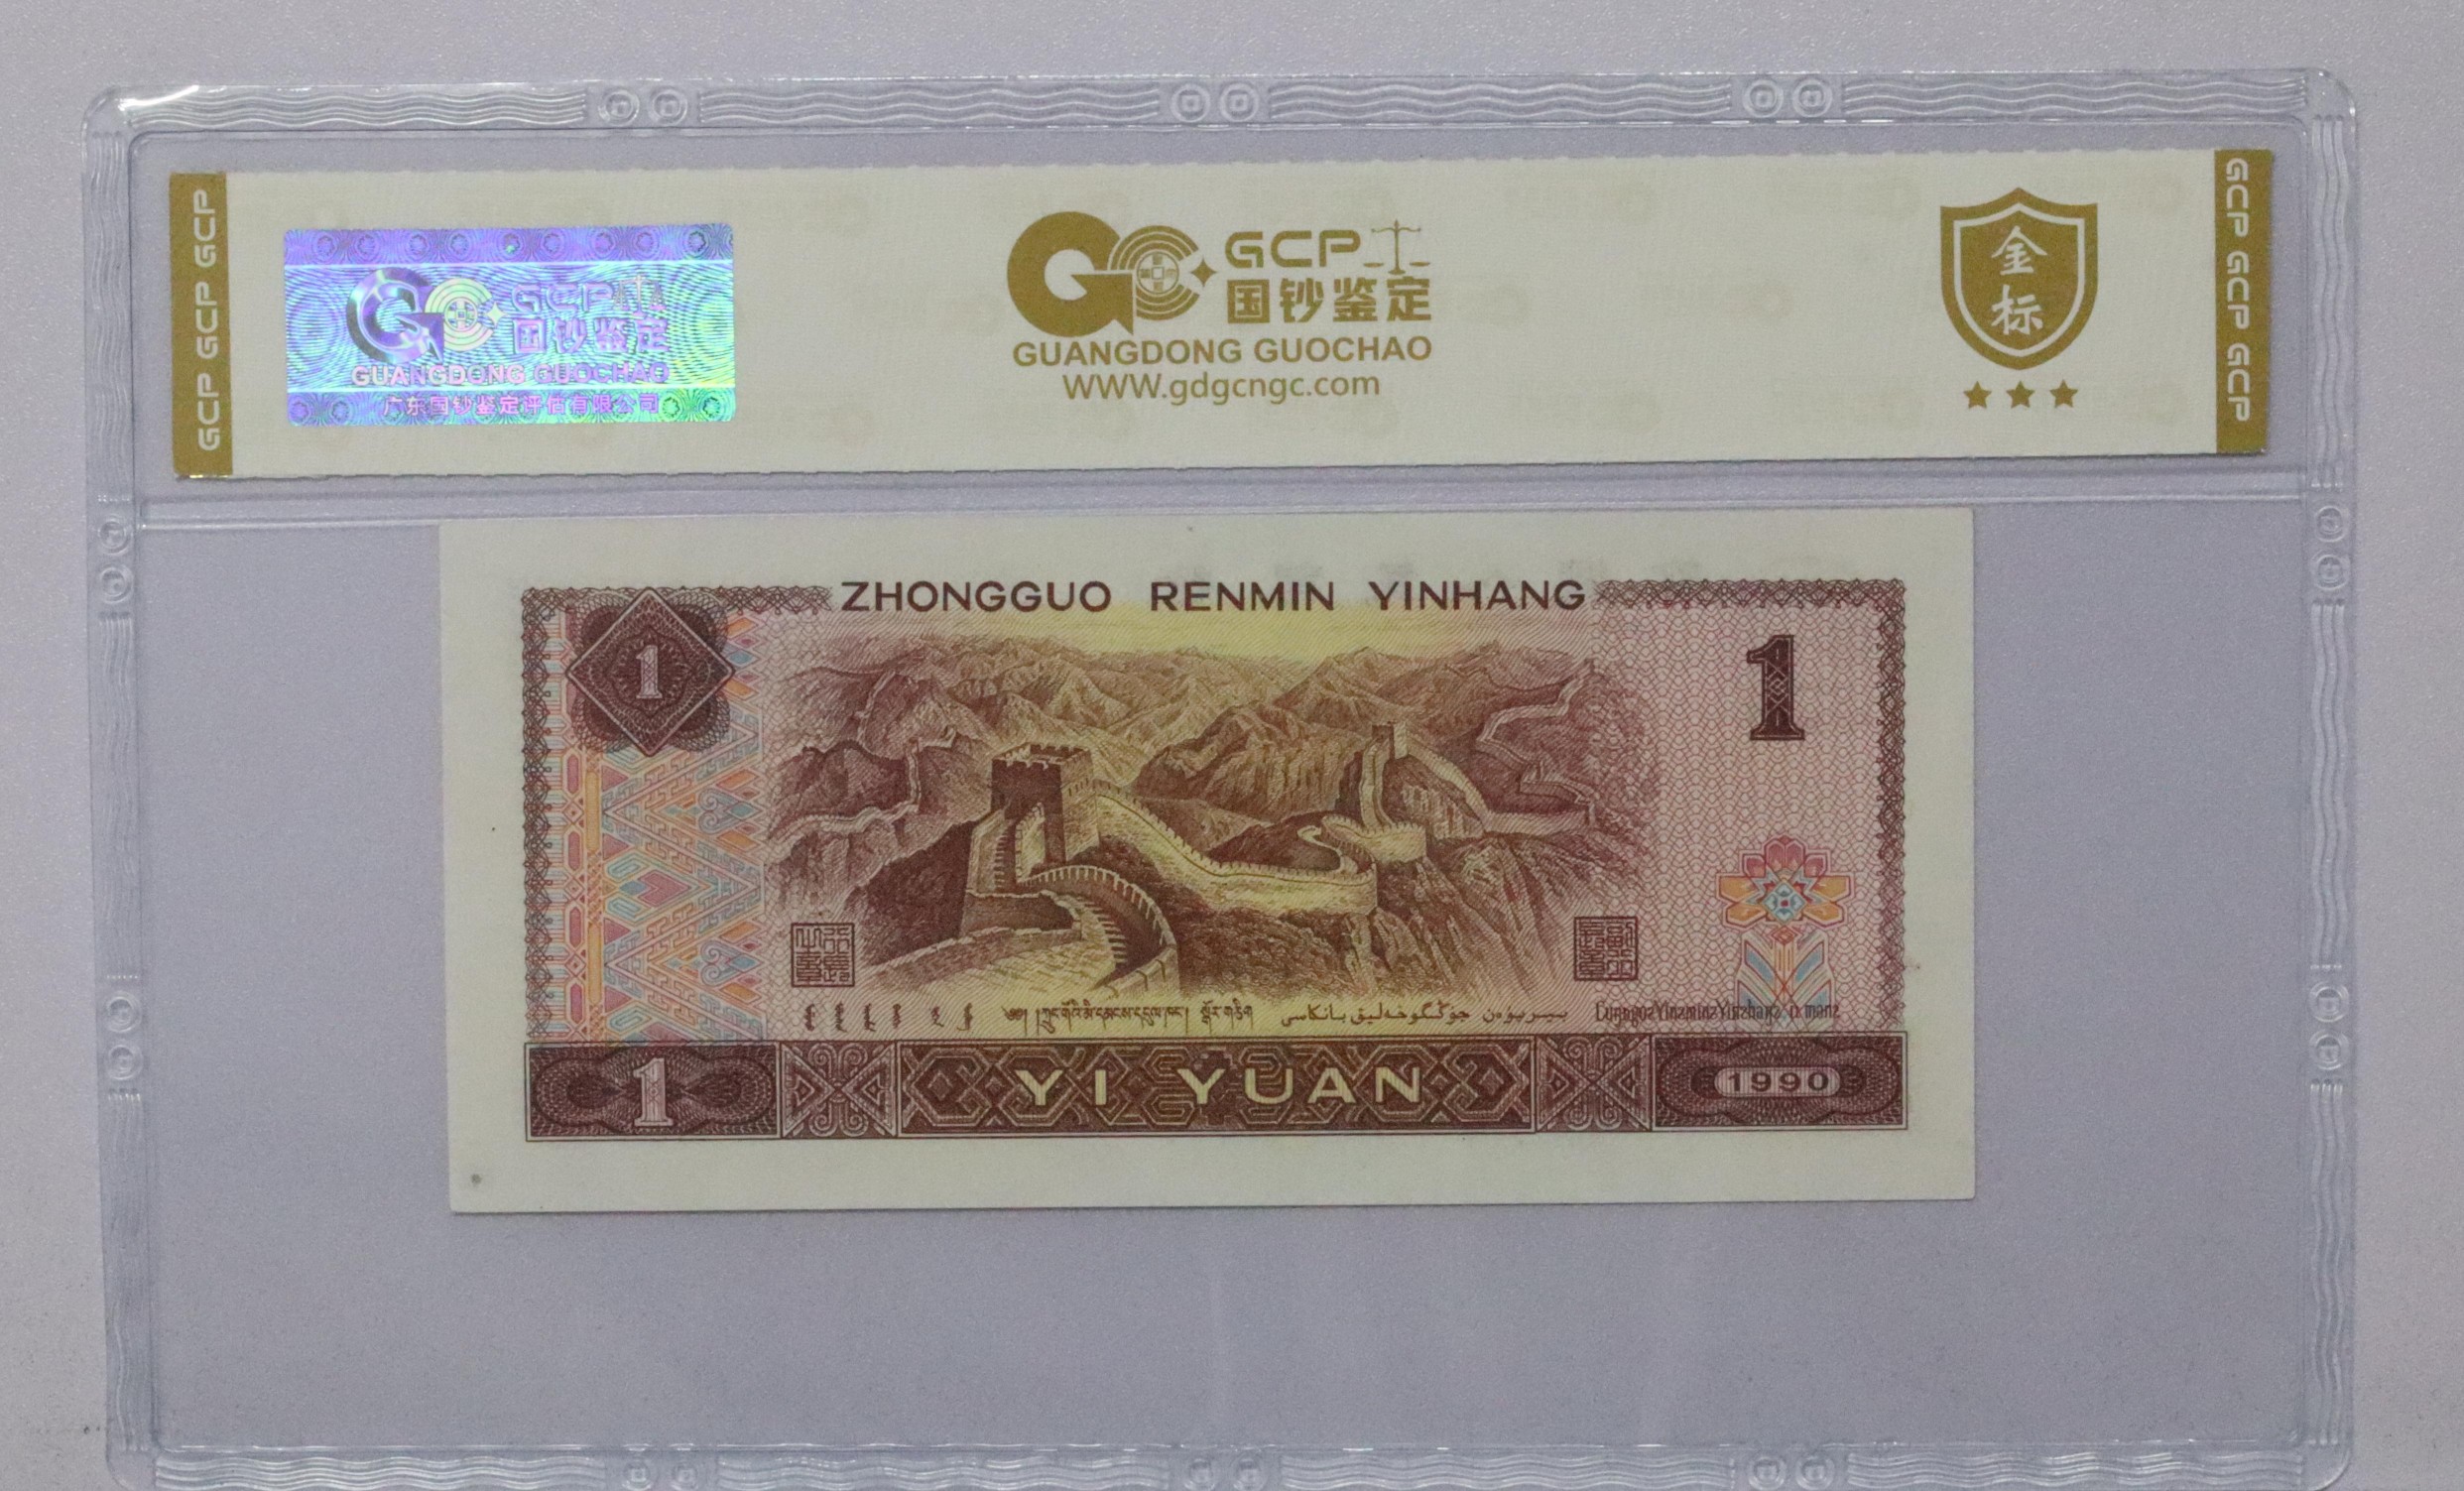 GCP GCP GCP
GCP
国钞鉴定
GUANGDONG GUOCHAO
广东国钞鉴定评估有限公司
GCP
国钞鉴定
GUANGDONG GUOCHAO
WWW.gdgcngc.com
金
标
GCP GCP GCP
ZHONGGUO RENMIN YINHANG
1
1
1
YI YUAN
1990